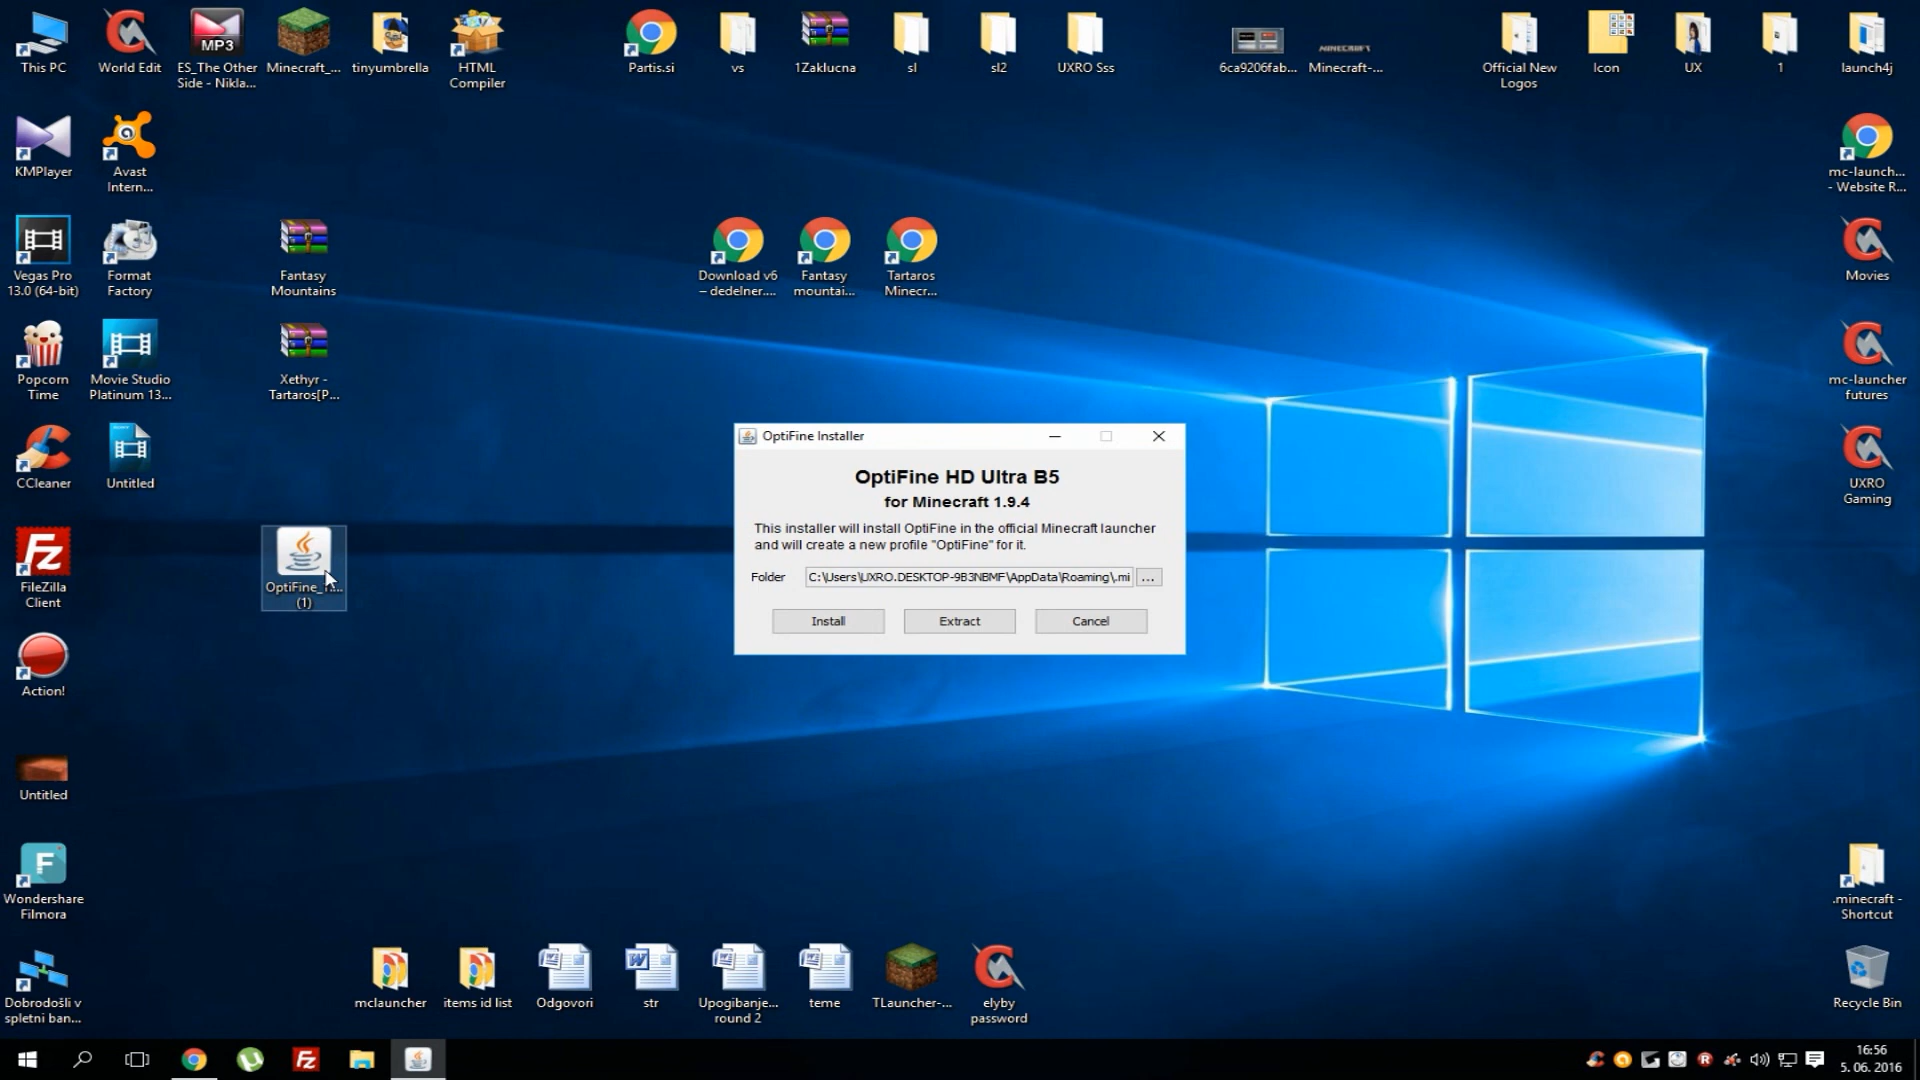 This PC
World Edit
MP3
ES_The Other
Side - Nikla...
Minecraft_...
tinyumbrella
HTML
Compiler
Partis.si
vs
1Zaklucna
sl
sl2
UXRO Sss
6ca9206fab...
MINECRAFT
Minecraft-...
Official New
Logos
Icon
UX
1
launch4j
KMPlayer
Avast
Intern...
mc-launch...
- Website R...
Vegas Pro
13.0 (64-bit)
Format
Factory
Fantasy
Mountains
Download v6
– dedelner....
Fantasy
mountai...
Tartaros
Minecr...
Movies
Popcorn
Time
Movie Studio
Platinum 13...
Xethyr -
Tartaros[P...
mc-launcher
futures
CCleaner
Untitled
UXRO
Gaming
OptiFine Installer
OptiFine HD Ultra B5
for Minecraft 1.9.4
This installer will install OptiFine in the official Minecraft launcher
and will create a new profile "OptiFine" for it.
Folder
C:\Users\UXRO.DESKTOP-9B3NBMF\AppData\Roaming\.mi
...
Install
Extract
Cancel
Fz
FileZilla
Client
(1)
Action!
Untitled
F
Wondershare
Filmora
.minecraft -
Shortcut
Dobrodošli v
spletni ban...
mclauncher
items id list
Odgovori
str
Upogibanje...
round 2
teme
TLauncher-...
elyby
password
Recycle Bin
16:56
5. 06. 2016